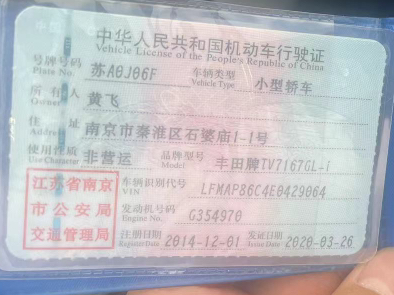 中华人民共和国机动车行驶证
Vehicle License of the People's Republic of China
号牌号码 Plate No. 苏A0J06F 车辆类型 Vehicle Type 小型轿车
所有人 Owner 黄飞
住址 Address 南京市秦淮区石婆庙1-1号
使用性质 Use Character 非营运 品牌型号 Model 丰田牌TV7167GL-i
江苏省南京市公安局交通管理局
车辆识别代号 VIN LFMAP86C4E0429064
发动机号码 Engine No. G354970
注册日期 Register Date 2014-12-01 发证日期 Issue Date 2020-03-26